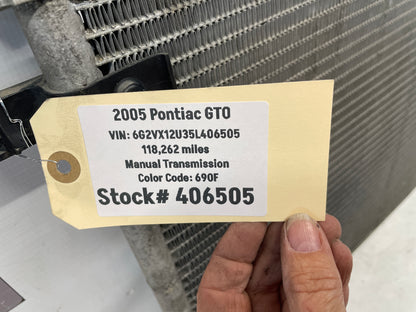 2005 Pontiac GTO
VIN: 6G2VX12U35L406505
118,262 miles
Manual Transmission
Color Code: 690F
Stock# 406505